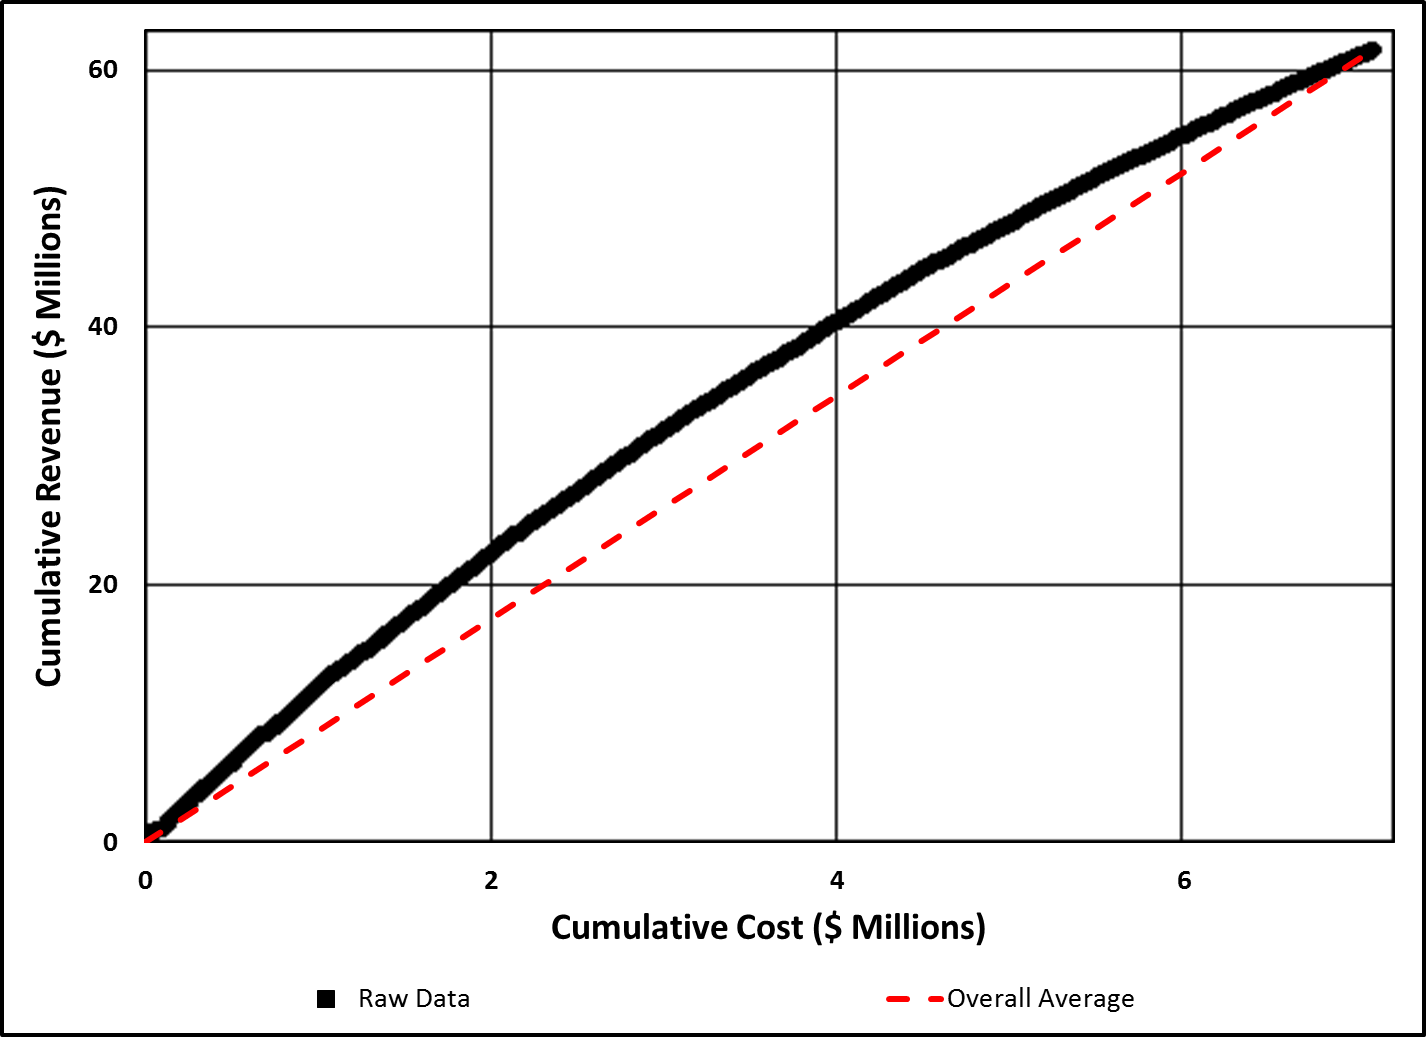 60
40
20
0
0 2 4 6
Cumulative Revenue ($ Millions)
Cumulative Cost ($ Millions)
Raw Data Overall Average